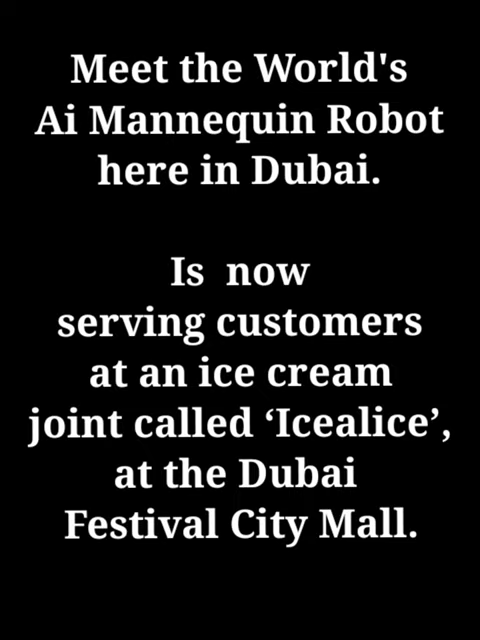 Meet the World's
Ai Mannequin Robot
here in Dubai.
Is now
serving customers
at an ice cream
joint called ‘Icealice’,
at the Dubai
Festival City Mall.